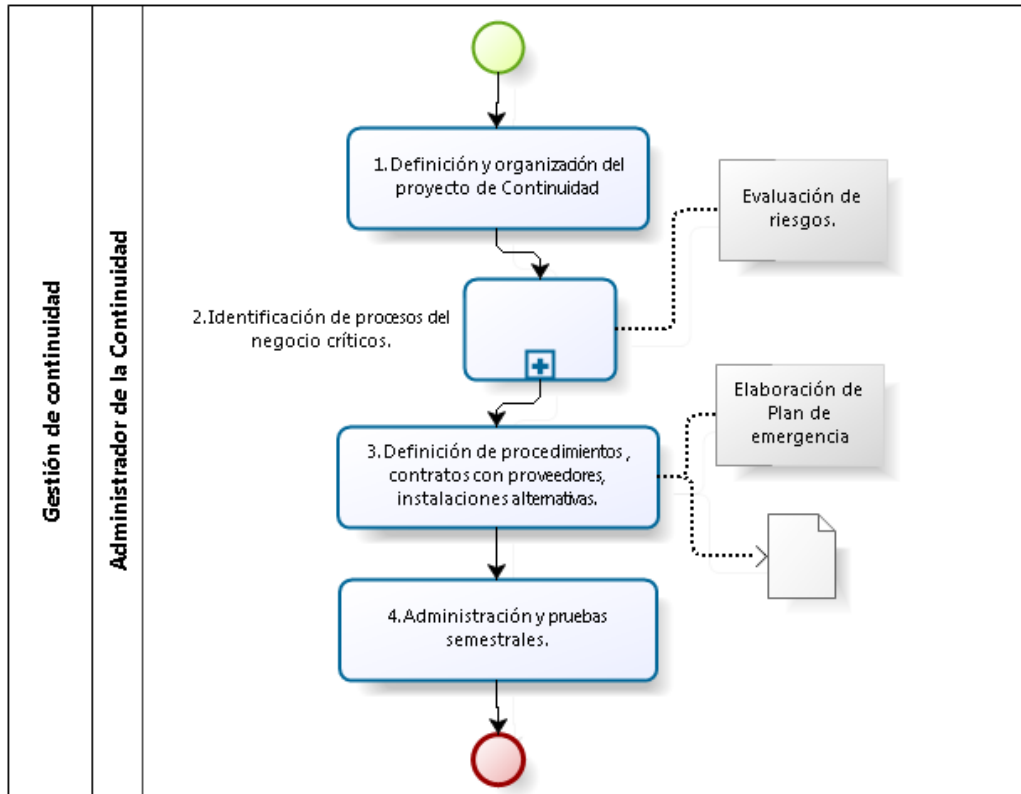 Gestión de continuidad
Administrador de la Continuidad
1.Definición y organización del
proyecto de Continuidad
Evaluación de
riesgos.
2.Identificación de procesos del
negocio críticos.
Elaboración de
Plan de
emergencia
3.Definición de procedimientos ,
contratos con proveedores,
instalaciones alternativas.
4.Administración y pruebas
semestrales.